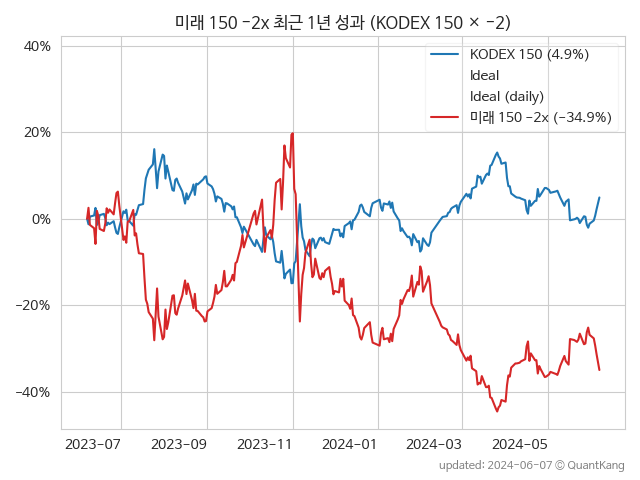 미래 150 −2x 최근 1년 성과 (KODEX 150 × −2)
KODEX 150 (4.9%)
Ideal
Ideal (daily)
미래 150 −2x (−34.9%)
40%
20%
0%
−20%
−40%
2023-07
2023-09
2023-11
2024-01
2024-03
2024-05
updated: 2024-06-07 © QuantKang